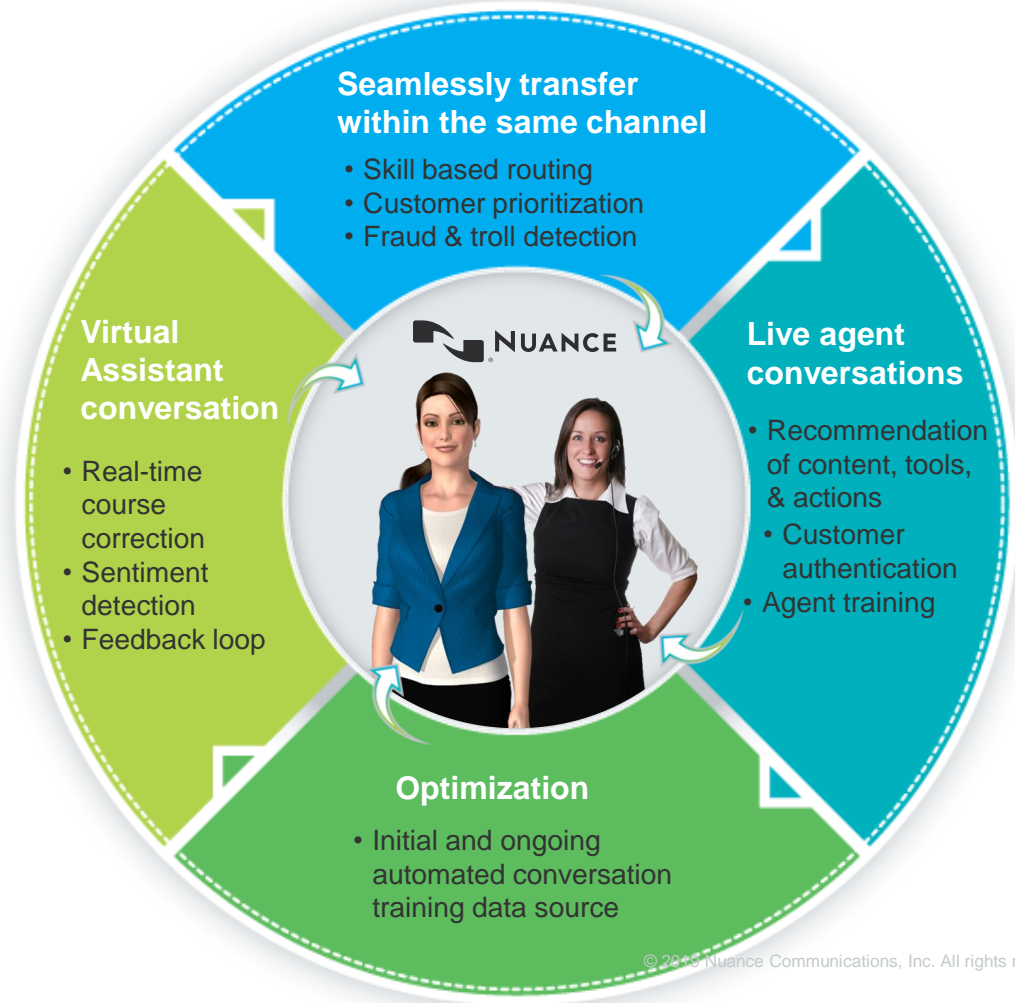 Seamlessly transfer
within the same channel
• Skill based routing
• Customer prioritization
• Fraud & troll detection
Virtual
Assistant
conversation
• Real-time
course
correction
• Sentiment
detection
• Feedback loop
NUANCE
Live agent
conversations
• Recommendation
of content, tools,
& actions
• Customer
authentication
• Agent training
Optimization
• Initial and ongoing
automated conversation
training data source
© 2019 Nuance Communications, Inc. All rights